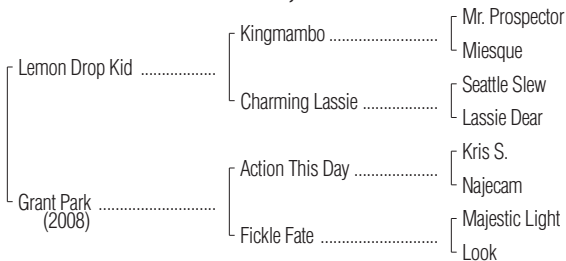 Mr. Prospector
Kingmambo ....................
Miesque
Lemon Drop Kid .................
Seattle Slew
Charming Lassie .................
Lassie Dear
Kris S.
Action This Day ...................
Najecam
Grant Park ..........................
(2008)
Majestic Light
Fickle Fate ..........................
Look